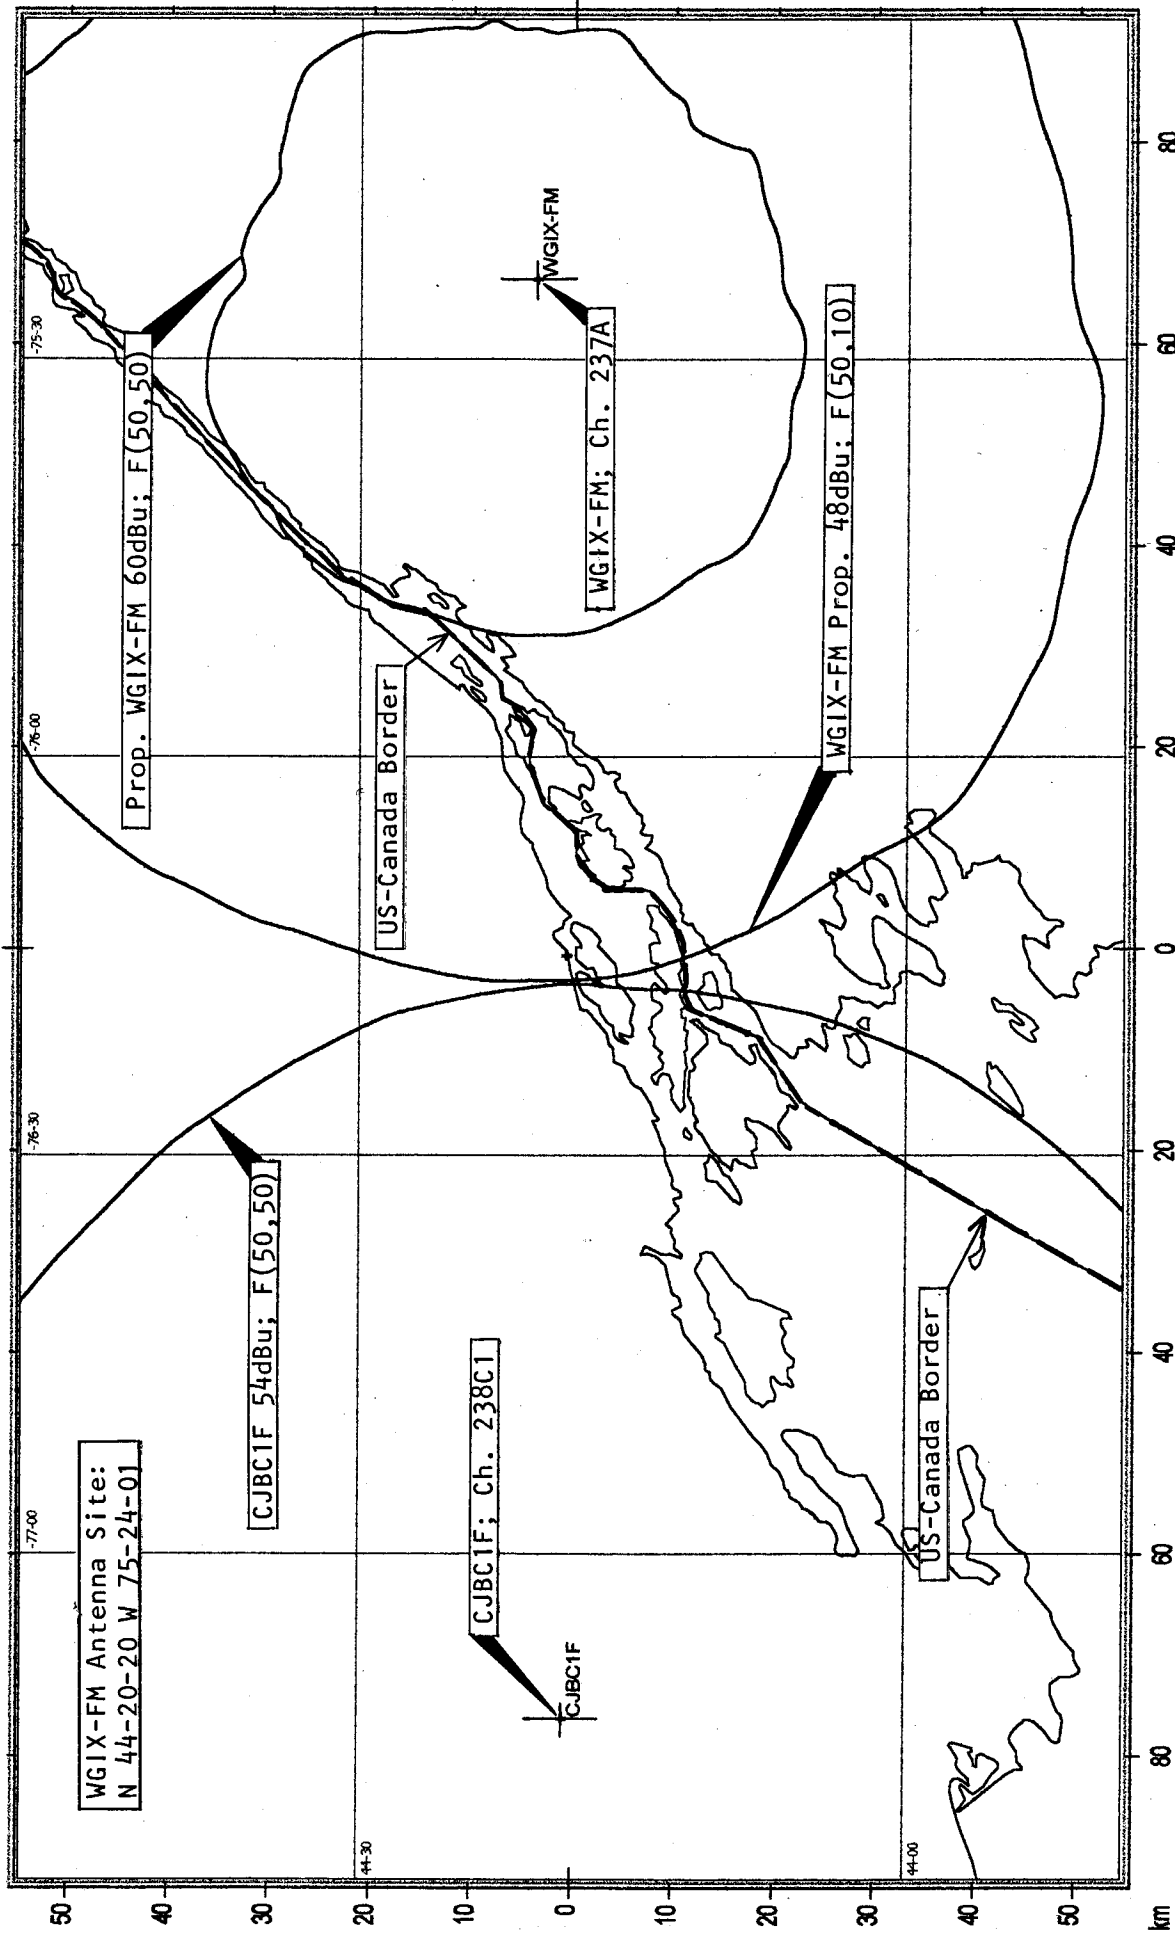 WGIX-FM Antenna Site:
N 44-20-20 W 75-24-01
CJBC1F 54dBu; F(50,50)
Prop. WGIX-FM 60dBu; F(50,50)
US-Canada Border
CJBC1F; Ch. 238C1
CJBC1F
WGIX-FM
WGIX-FM; Ch. 237A
WGIX-FM Prop. 48dBu; F(50,10)
US-Canada Border
-77-00
-76-30
-76-00
-75-30
44-30
44-00
50
40
30
20
10
0
10
20
30
40
50
km
80
60
40
20
0
20
40
60
80